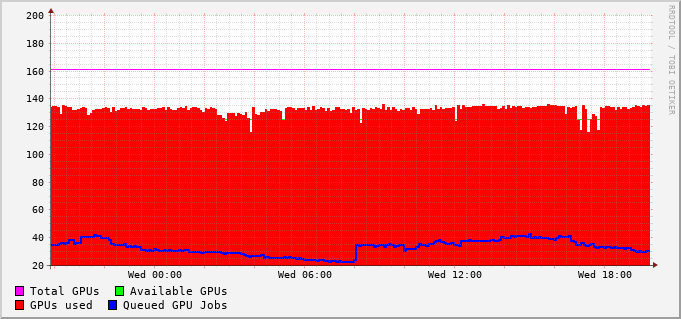 200
180
160
140
120
100
80
60
40
20
Wed 00:00 Wed 06:00 Wed 12:00 Wed 18:00
Total GPUs Available GPUs
GPUs used Queued GPU Jobs
RRDTOOL / TOBI OETIKER